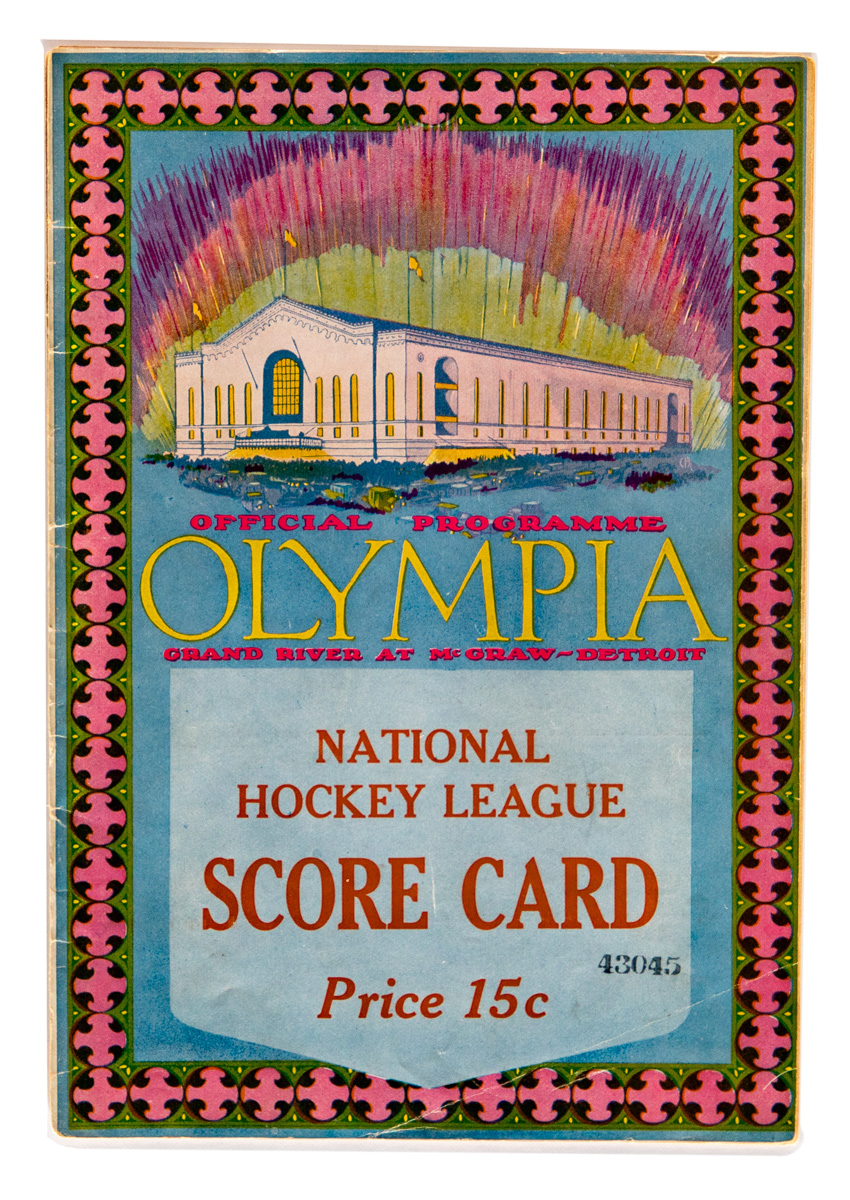 OFFICIAL PROGRAMME
OLYMPIA
GRAND RIVER AT McGRAW-DETROIT
NATIONAL
HOCKEY LEAGUE
SCORE CARD
43045
Price 15c